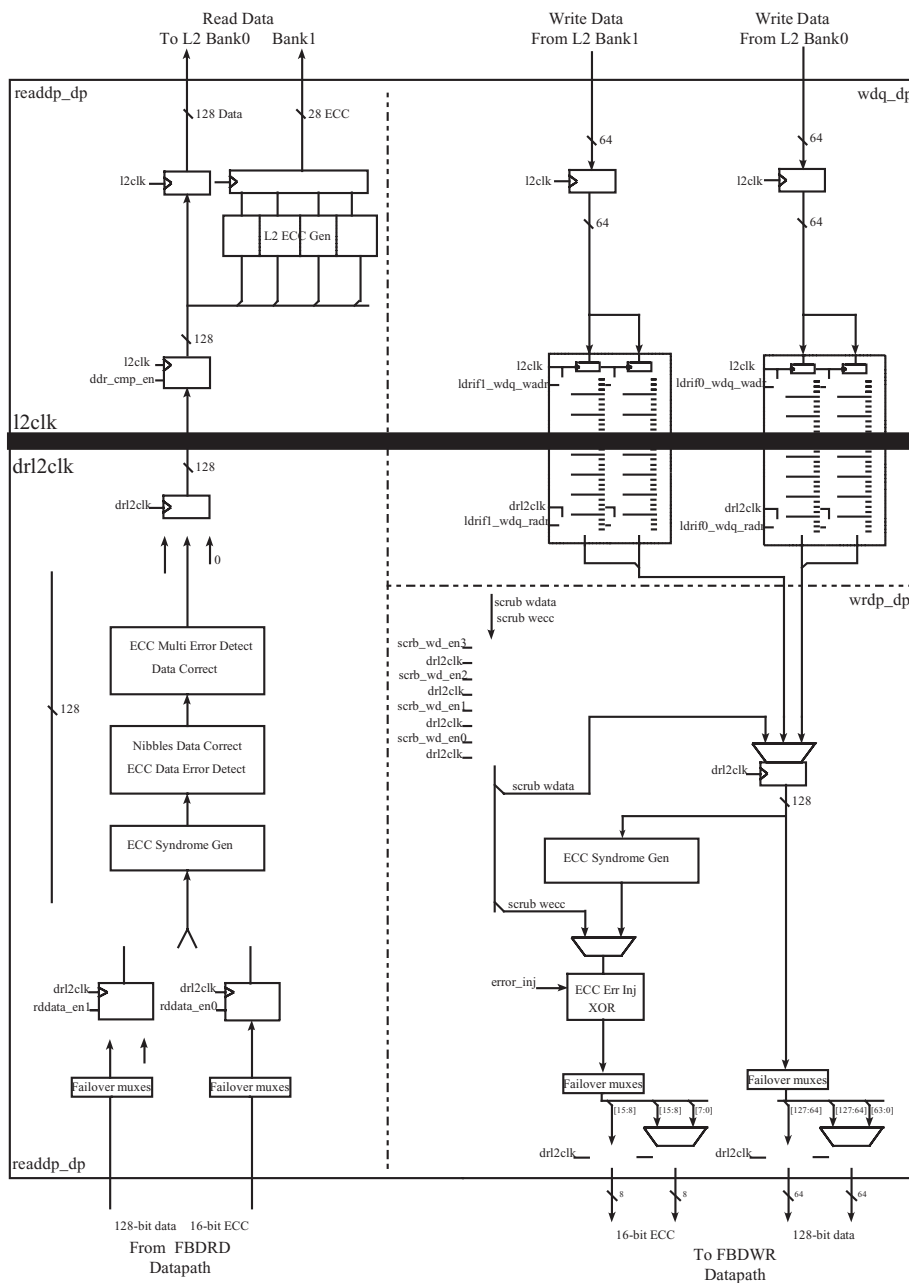 Read Data
To L2 Bank0 Bank1
Write Data
From L2 Bank1
Write Data
From L2 Bank0
readdp_dp
wdq_dp
128 Data
28 ECC
64
64
l2clk
l2clk
l2clk
64
64
L2 ECC Gen
128
l2clk
ddr_cmp_en
l2clk
ldrif1_wdq_wadr
l2clk
ldrif0_wdq_wadr
l2clk
drl2clk
128
drl2clk
drl2clk
ldrif1_wdq_radr
drl2clk
ldrif0_wdq_radr
0
wrdp_dp
scrub wdata
scrub wecc
scrb_wd_en3
drl2clk
scrb_wd_en2
drl2clk
scrb_wd_en1
drl2clk
scrb_wd_en0
drl2clk
ECC Multi Error Detect
Data Correct
128
Nibbles Data Correct
ECC Data Error Detect
drl2clk
scrub wdata
128
ECC Syndrome Gen
ECC Syndrome Gen
scrub wecc
drl2clk
rddata_en1
drl2clk
rddata_en0
error_inj
ECC Err Inj
XOR
Failover muxes
Failover muxes
Failover muxes
Failover muxes
[15:8]
[15:8]
[7:0]
[127:64]
[127:64]
[63:0]
drl2clk
drl2clk
readdp_dp
8
8
64
64
128-bit data
16-bit ECC
16-bit ECC
128-bit data
From FBDRD
Datapath
To FBDWR
Datapath